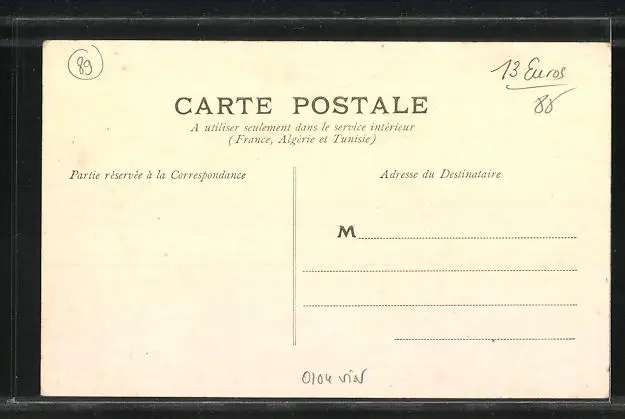 89
13 Euros
88
CARTE POSTALE
A utiliser seulement dans le service intérieur
(France, Algérie et Tunisie)
Partie réservée à la Correspondance
Adresse du Destinataire
M
0104